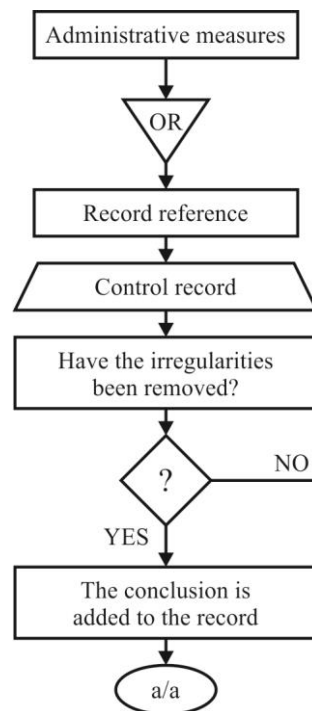 Administrative measures
OR
Record reference
Control record
Have the irregularities
been removed?
?
NO
YES
The conclusion is
added to the record
a/a